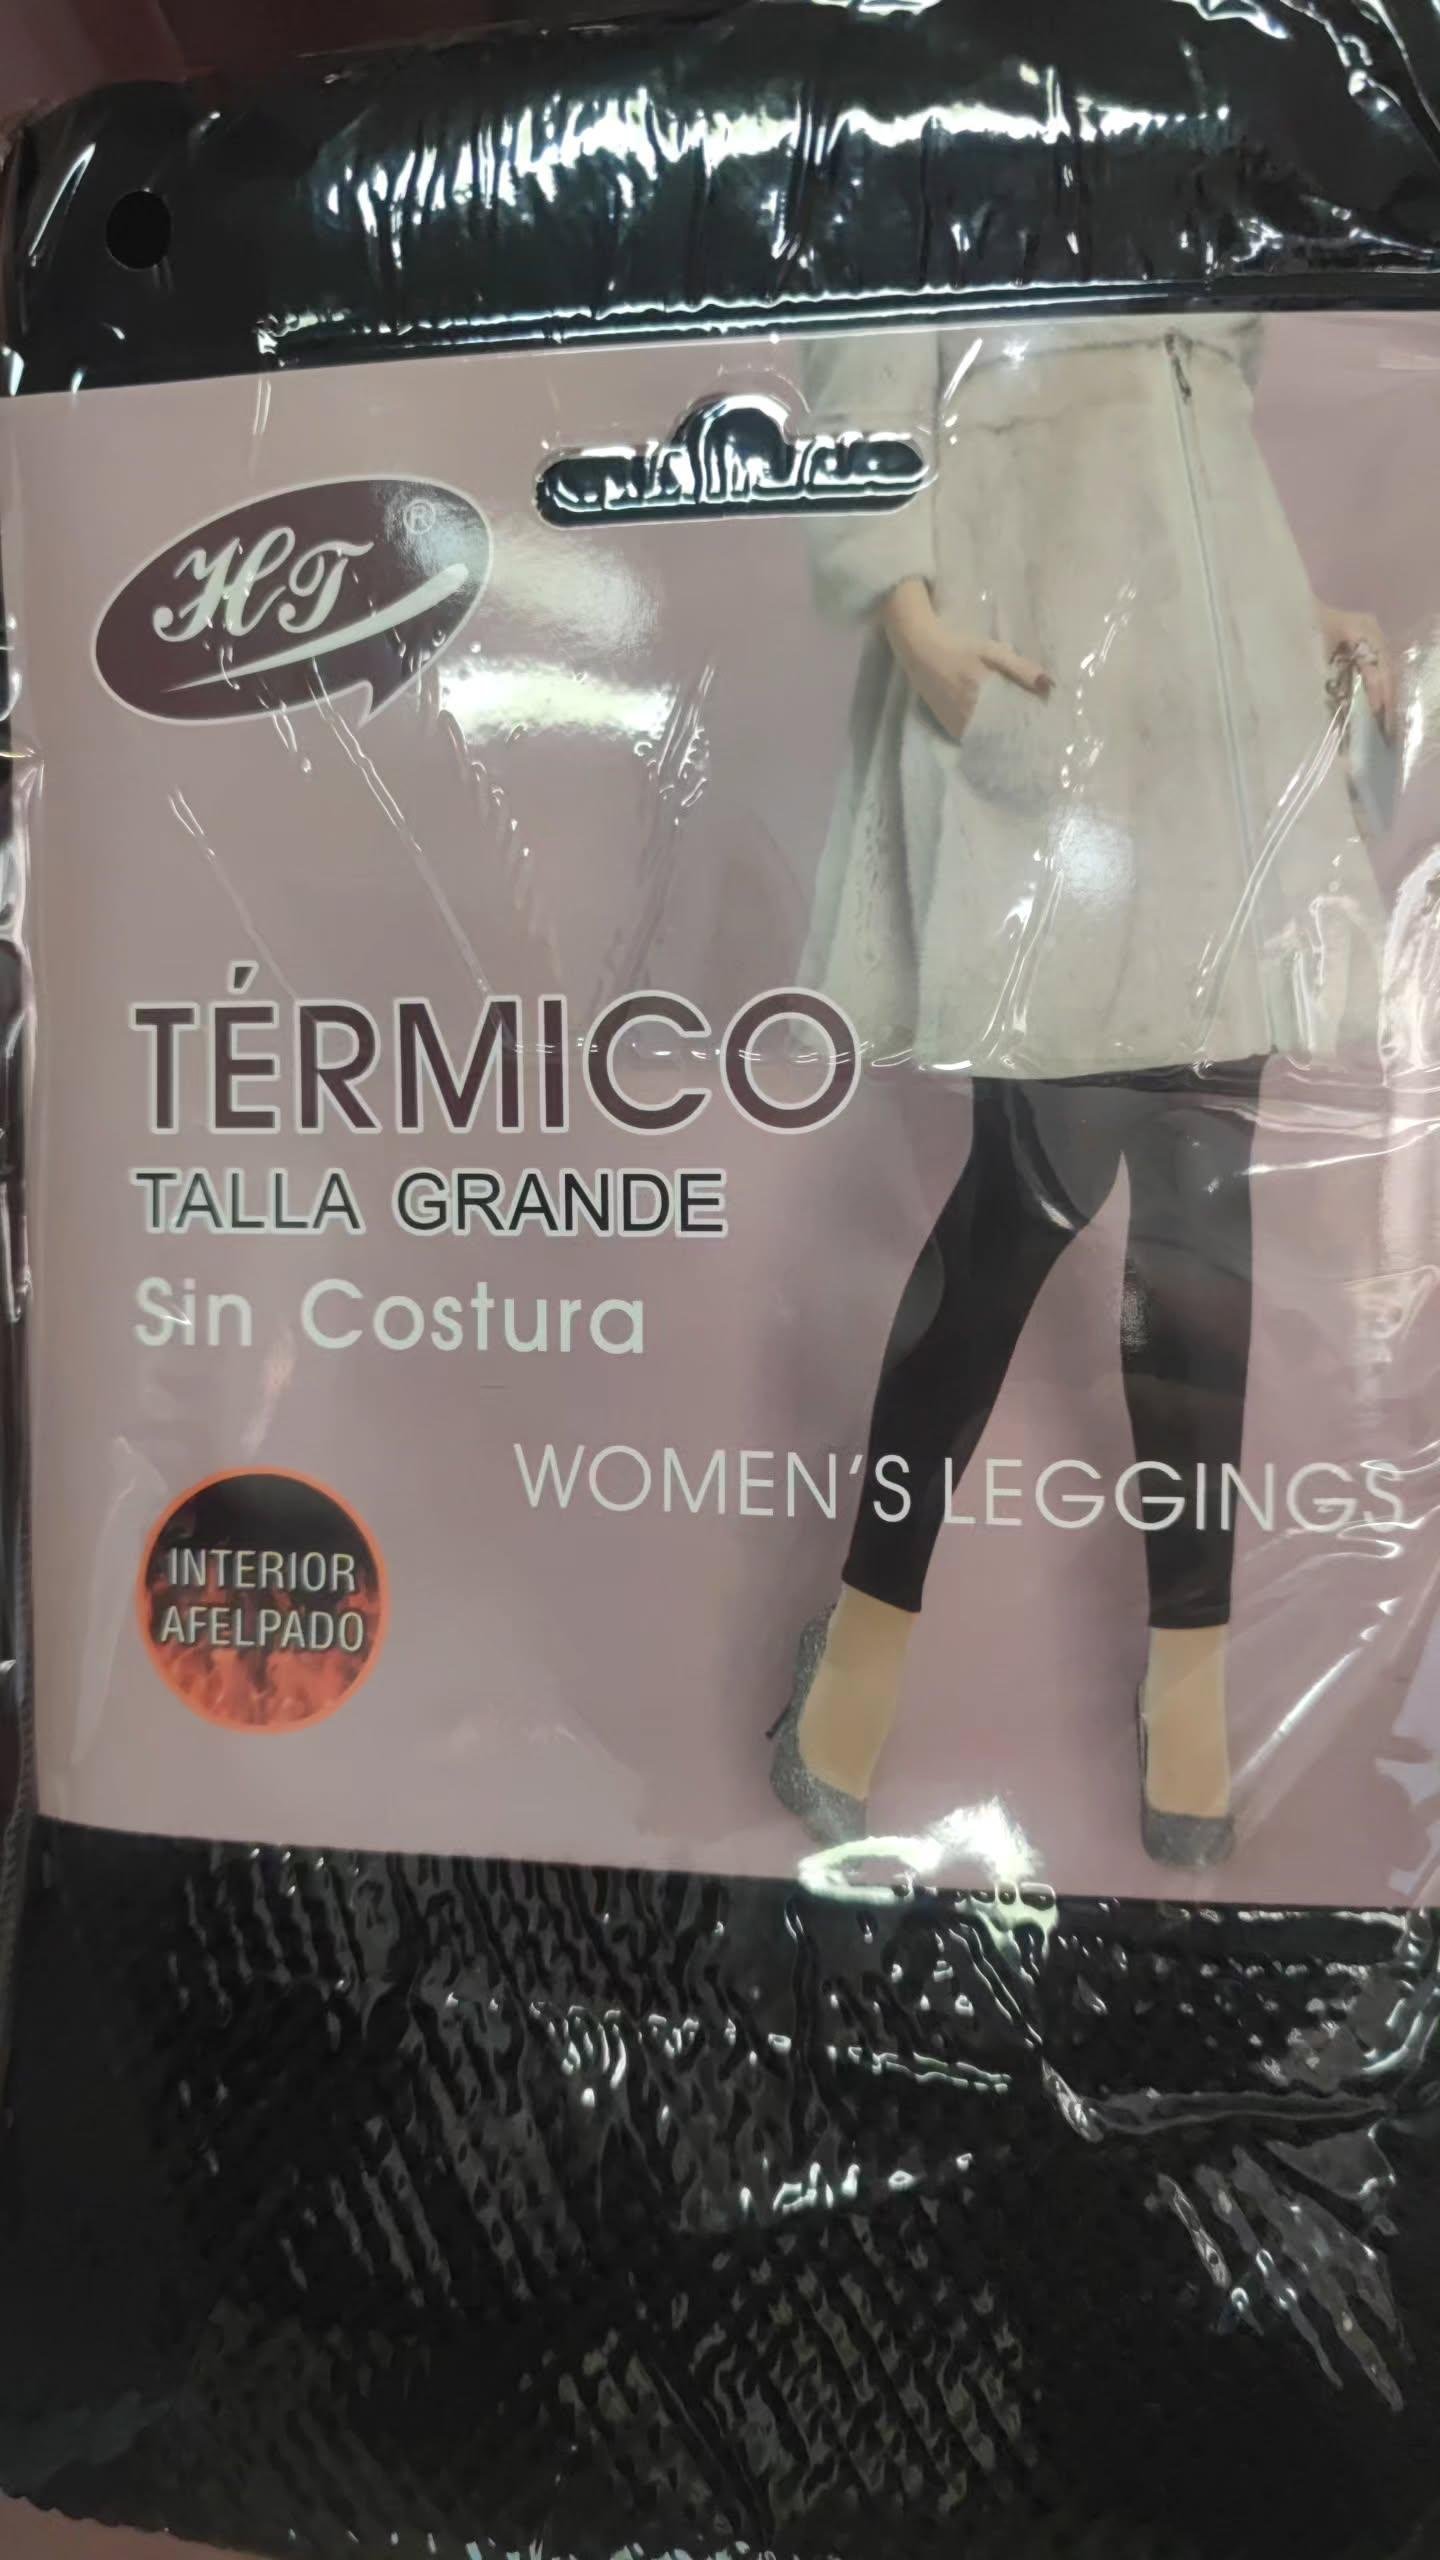 HT®
TÉRMICO
TALLA GRANDE
Sin Costura
WOMEN'S LEGGINGS
INTERIOR
AFELPADO